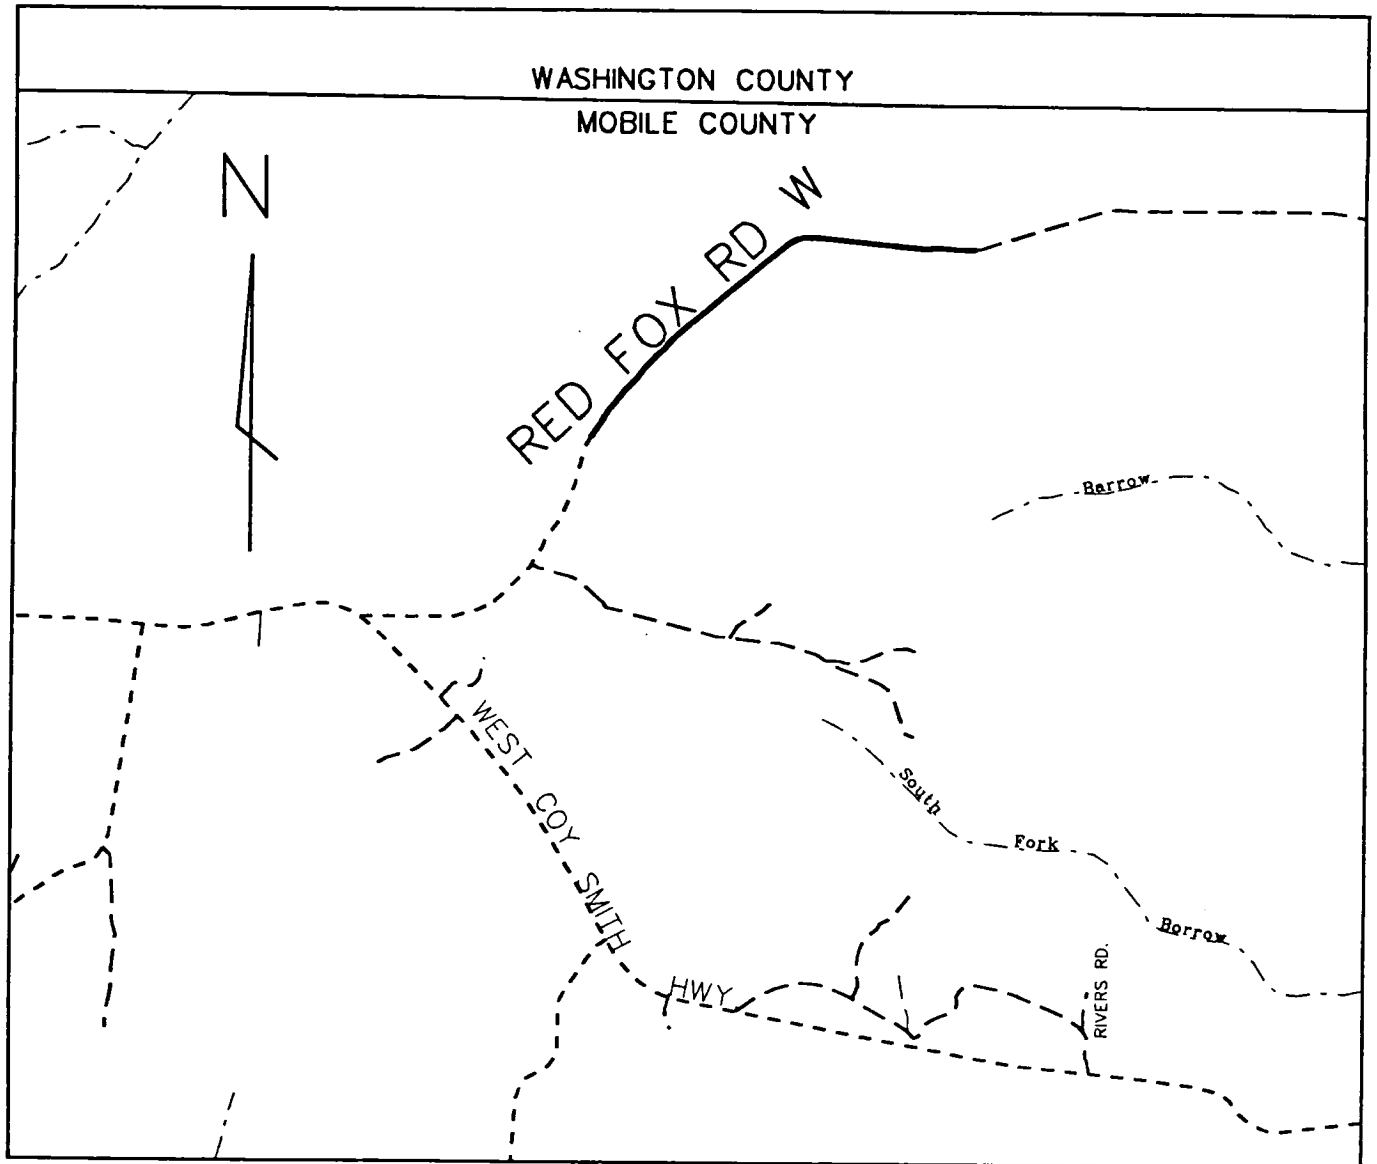 WASHINGTON COUNTY
MOBILE COUNTY
N
RED FOX RD W
Barrow
WEST COY SMITH HWY
South Fork Borrow
RIVERS RD.